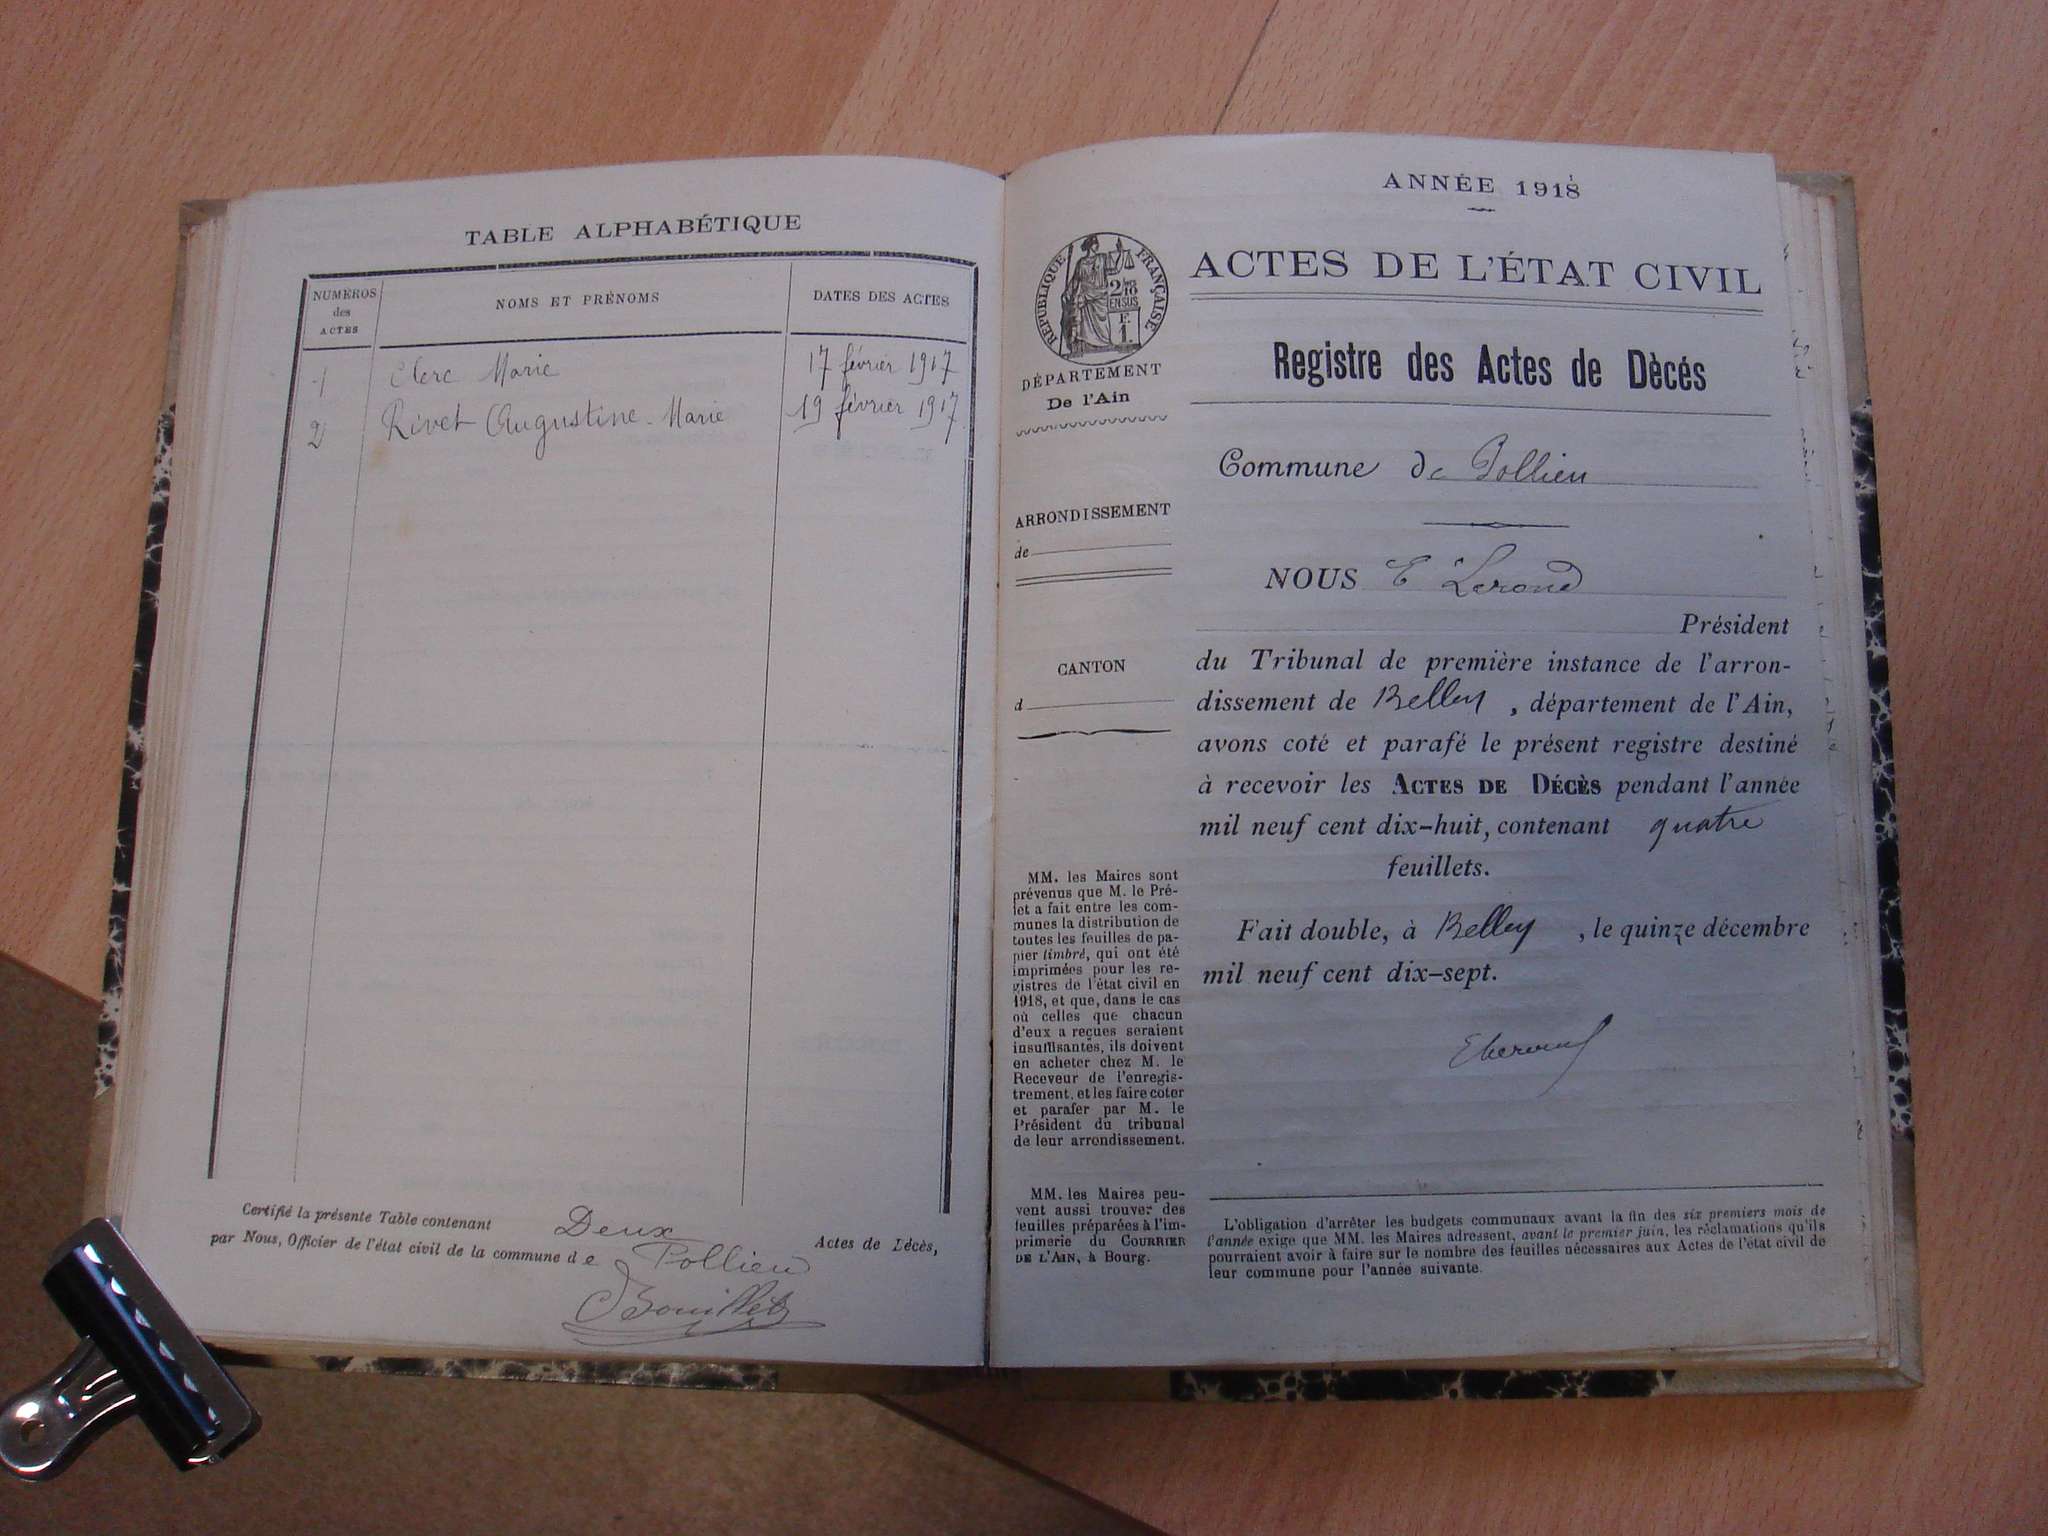 TABLE ALPHABÉTIQUE
NUMÉROS
des
ACTES
NOMS ET PRÉNOMS
DATES DES ACTES
1 Clerc Marie 17 février 1917
2 Rivet Augustine-Marie 19 février 1917
Certifié la présente Table contenant Deux Actes de Décès,
par Nous, Officier de l'état civil de la commune de Pollieu
Bouillet
ANNÉE 1918
RÉPUBLIQUE FRANÇAISE
2/10
EN SUS
F.
1.
DÉPARTEMENT
De l'Ain
ARRONDISSEMENT
de
CANTON
d
MM. les Maires sont
prévenus que M. le Pré-
fet a fait entre les com-
munes la distribution de
toutes les feuilles de pa-
pier timbré, qui ont été
imprimées pour les re-
gistres de l'état civil en
1918, et que, dans le cas
où celles que chacun
d'eux a reçues seraient
insuffisantes, ils doivent
en acheter chez M. le
Receveur de l'enregis-
trement, et les faire coter
et parafer par M. le
Président du tribunal
de leur arrondissement.
MM. les Maires peu-
vent aussi trouver des
feuilles préparées à l'im-
primerie du COURRIER
DE L'AIN, à Bourg.
ACTES DE L'ÉTAT CIVIL
Registre des Actes de Dècés
Commune de Pollieu
NOUS E Lerond
Président
du Tribunal de première instance de l'arron-
dissement de Belley, département de l'Ain,
avons coté et parafé le présent registre destiné
à recevoir les ACTES DE DÉCÈS pendant l'année
mil neuf cent dix-huit, contenant quatre
feuillets.
Fait double, à Belley, le quinze décembre
mil neuf cent dix-sept.
L'obligation d'arrêter les budgets communaux avant la fin des six premiers mois de
l'année exige que MM. les Maires adressent, avant le premier juin, les réclamations qu'ils
pourraient avoir à faire sur le nombre des feuilles nécessaires aux Actes de l'état civil de
leur commune pour l'année suivante.